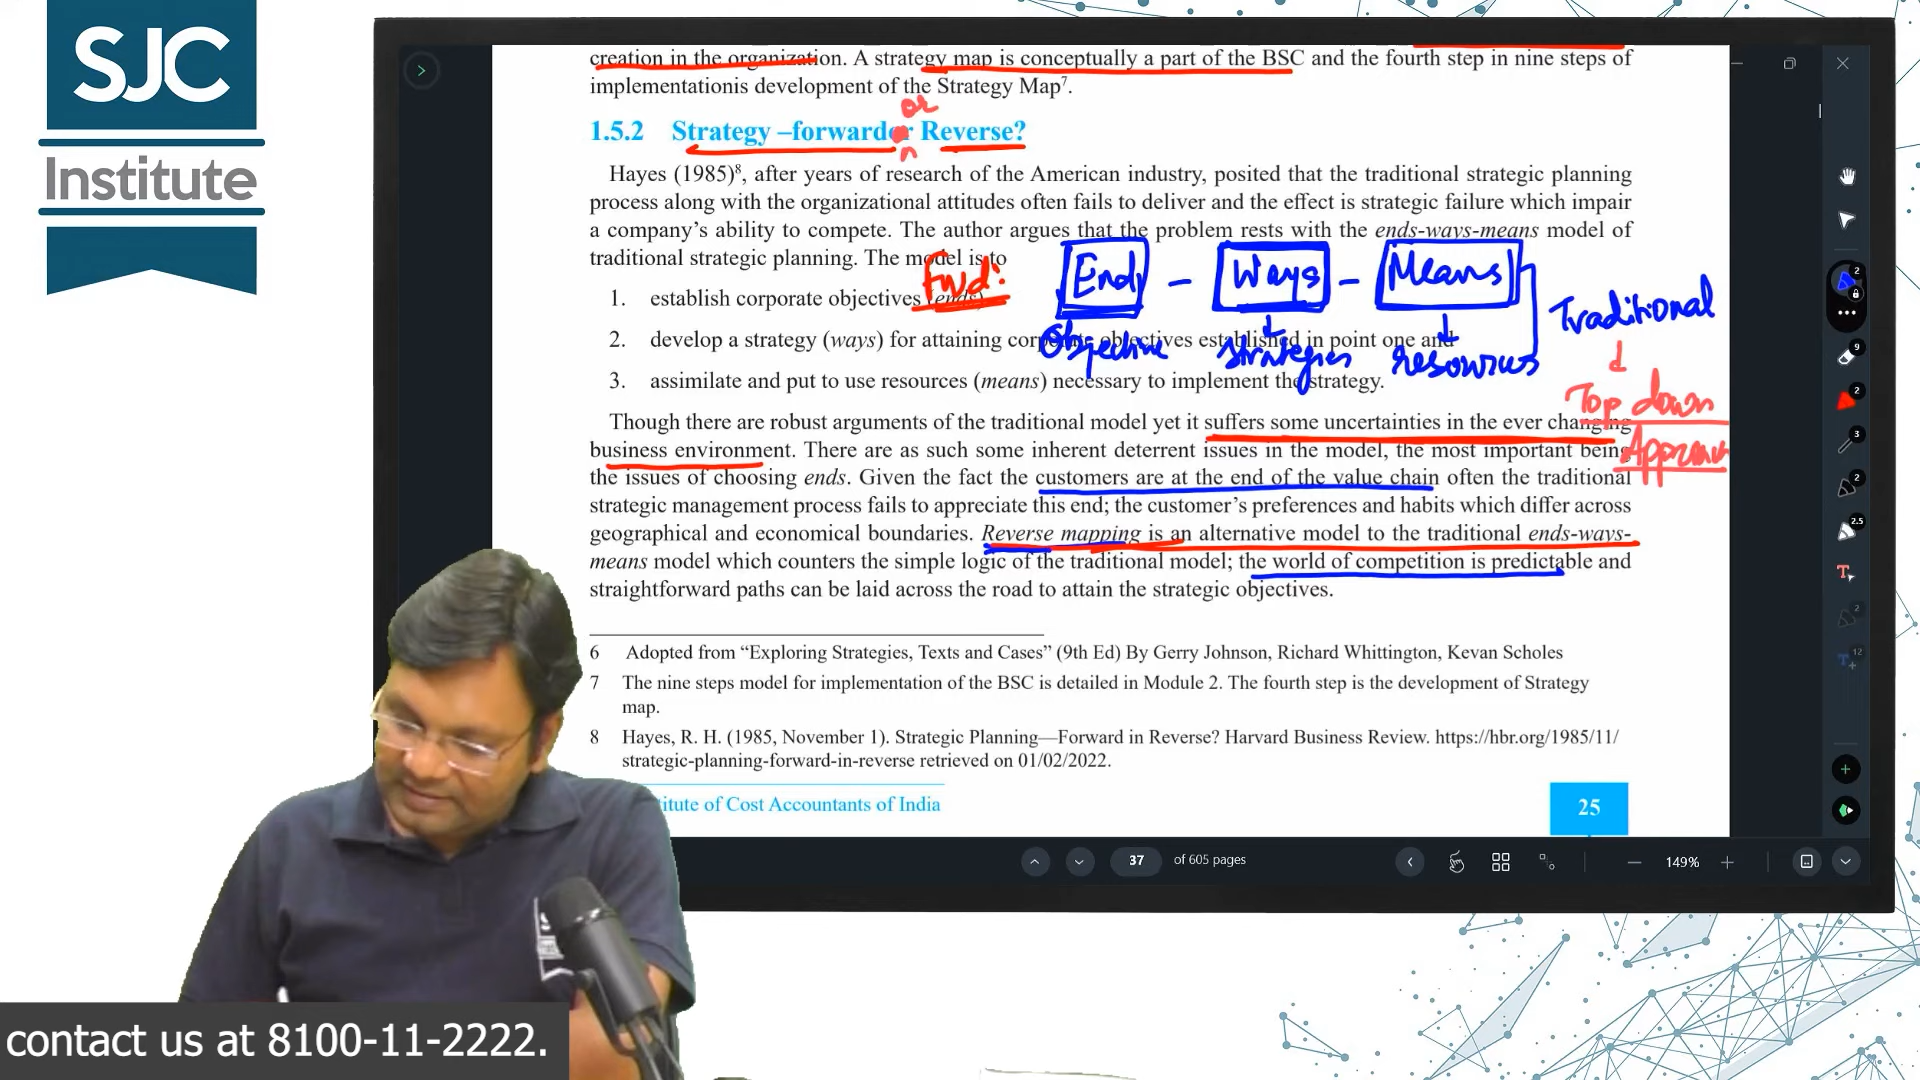 SJC
Institute
creation in the organization. A strategy map is conceptually a part of the BSC and the fourth step in nine steps of
implementationis development of the Strategy Map7.
or
1.5.2 Strategy –forward or Reverse?
Hayes (1985)8, after years of research of the American industry, posited that the traditional strategic planning
process along with the organizational attitudes often fails to deliver and the effect is strategic failure which impair
a company’s ability to compete. The author argues that the problem rests with the ends-ways-means model of
traditional strategic planning. The model is to
Fwd: End – Ways – Means
1. establish corporate objectives (ends)
Traditional
2. develop a strategy (ways) for attaining corporate objectives established in point one and
Objective strategies resources
3. assimilate and put to use resources (means) necessary to implement the strategy.
Top down
Though there are robust arguments of the traditional model yet it suffers some uncertainties in the ever changing
business environment. There are as such some inherent deterrent issues in the model, the most important being
the issues of choosing ends. Given the fact the customers are at the end of the value chain often the traditional
strategic management process fails to appreciate this end; the customer’s preferences and habits which differ across
geographical and economical boundaries. Reverse mapping is an alternative model to the traditional ends-ways-
means model which counters the simple logic of the traditional model; the world of competition is predictable and
straightforward paths can be laid across the road to attain the strategic objectives.
6 Adopted from “Exploring Strategies, Texts and Cases” (9th Ed) By Gerry Johnson, Richard Whittington, Kevan Scholes
7 The nine steps model for implementation of the BSC is detailed in Module 2. The fourth step is the development of Strategy
map.
8 Hayes, R. H. (1985, November 1). Strategic Planning—Forward in Reverse? Harvard Business Review. https://hbr.org/1985/11/
strategic-planning-forward-in-reverse retrieved on 01/02/2022.
of Cost Accountants of India
25
37 of 605 pages
149%
contact us at 8100-11-2222.